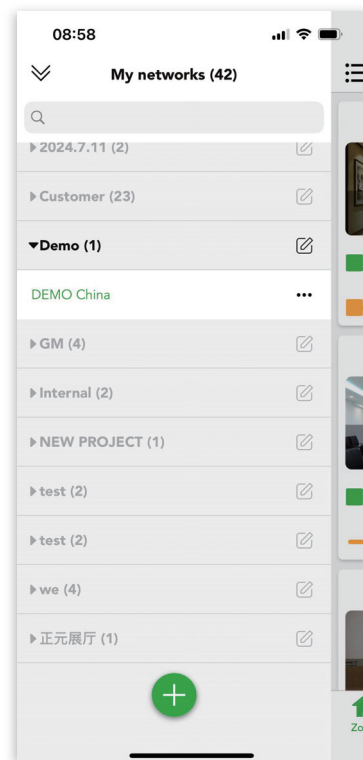 08:58
My networks (42)
2024.7.11 (2)
Customer (23)
Demo (1)
DEMO China
GM (4)
Internal (2)
NEW PROJECT (1)
test (2)
test (2)
we (4)
正元展厅 (1)